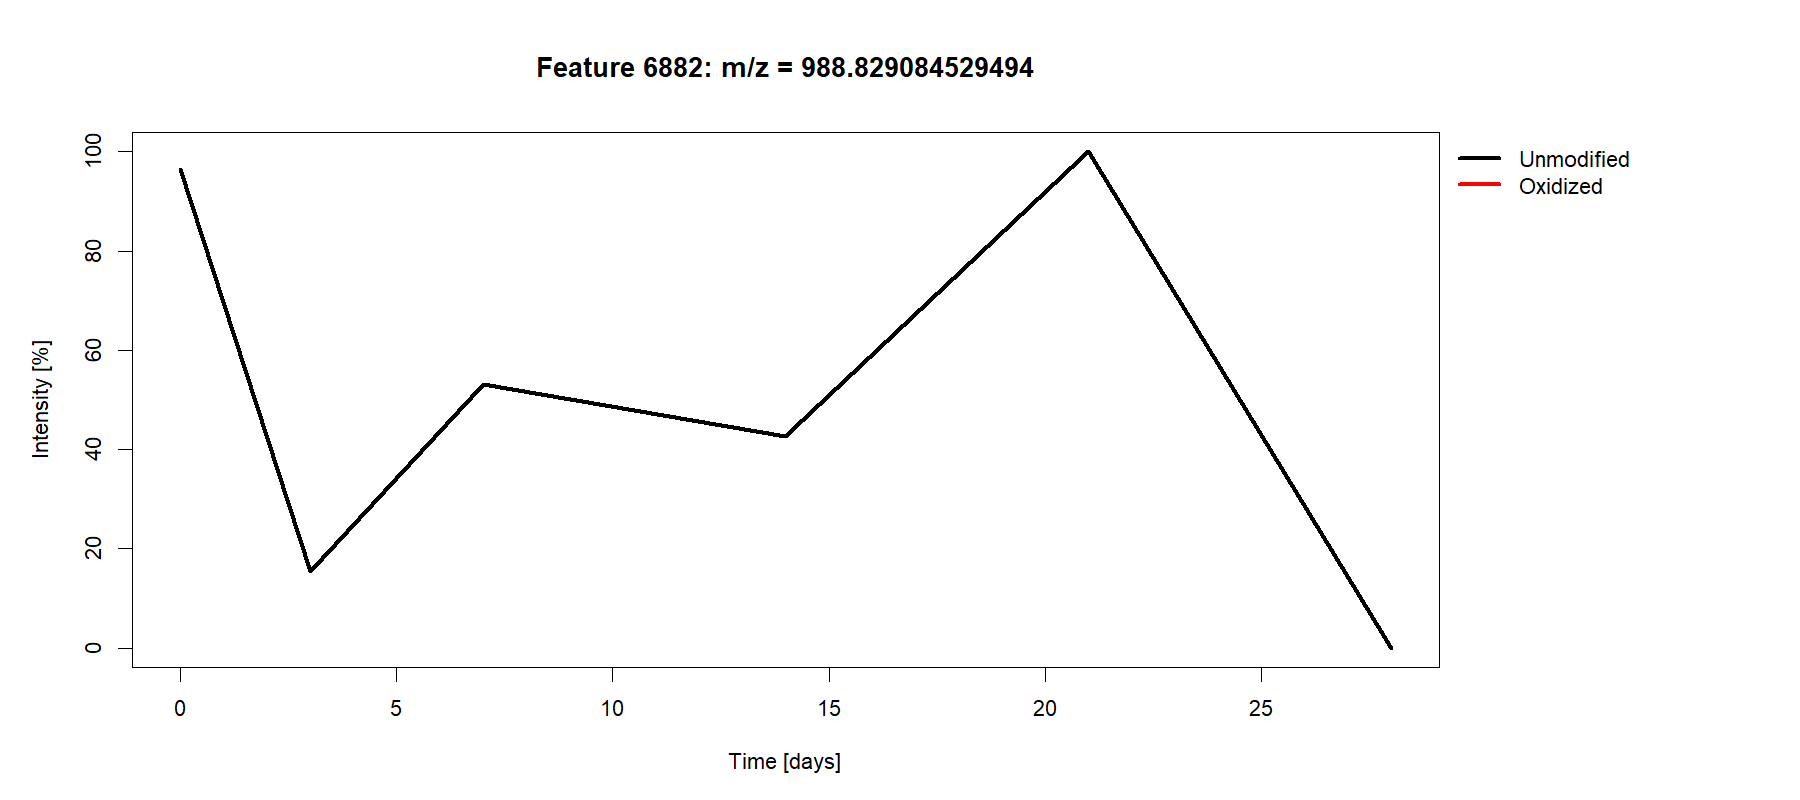 Feature 6882: m/z = 988.829084529494
Unmodified
Oxidized
Intensity [%]
100
80
60
40
20
0
0 5 10 15 20 25
Time [days]